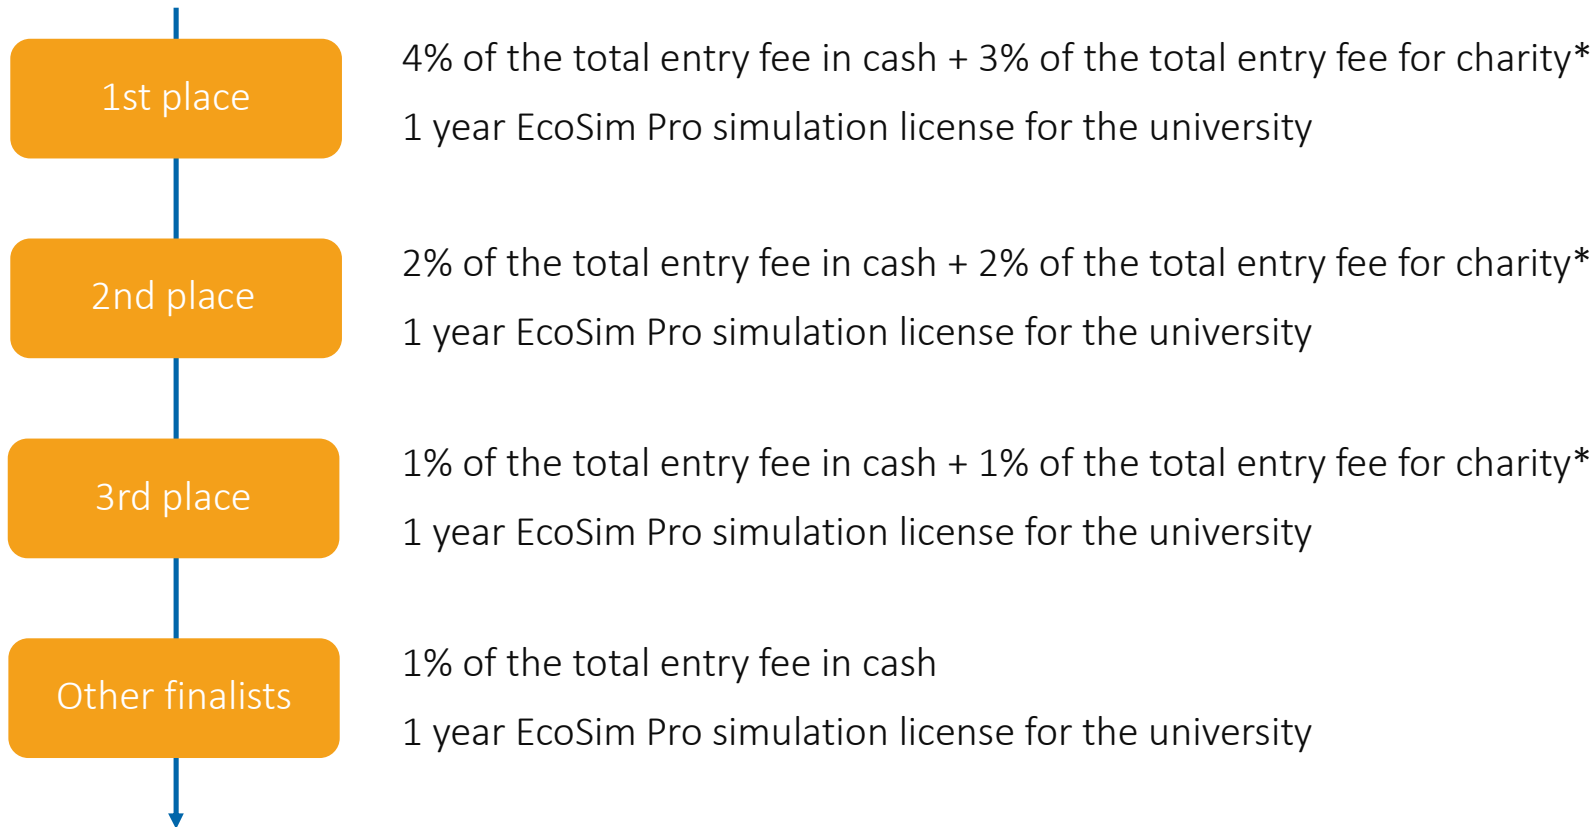 1st place
4% of the total entry fee in cash + 3% of the total entry fee for charity*
1 year EcoSim Pro simulation license for the university
2nd place
2% of the total entry fee in cash + 2% of the total entry fee for charity*
1 year EcoSim Pro simulation license for the university
3rd place
1% of the total entry fee in cash + 1% of the total entry fee for charity*
1 year EcoSim Pro simulation license for the university
Other finalists
1% of the total entry fee in cash
1 year EcoSim Pro simulation license for the university